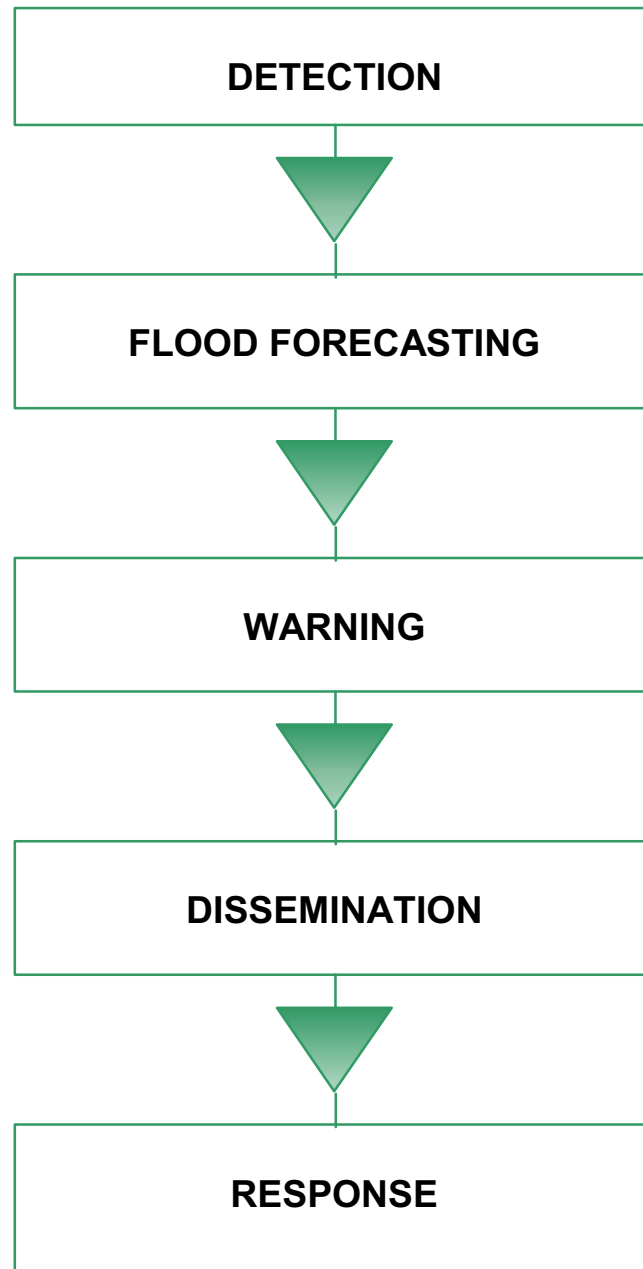 DETECTION
FLOOD FORECASTING
WARNING
DISSEMINATION
RESPONSE